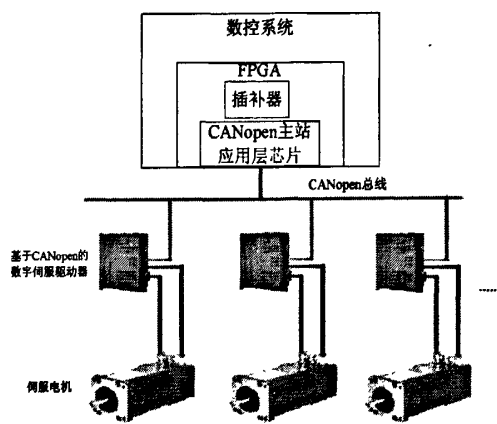 数控系统
FPGA
插补器
CANopen主站
应用层芯片
CANopen总线
基于CANopen的
数字伺服驱动器
......
伺服电机